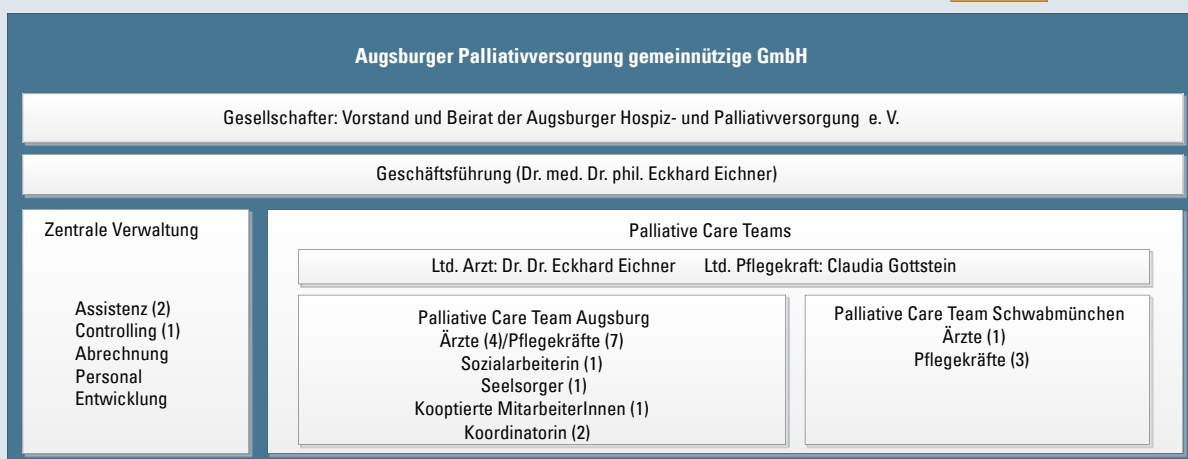 Augsburger Palliativversorgung gemeinnützige GmbH
Gesellschafter: Vorstand und Beirat der Augsburger Hospiz- und Palliativversorgung e. V.
Geschäftsführung (Dr. med. Dr. phil. Eckhard Eichner)
Zentrale Verwaltung
Assistenz (2)
Controlling (1)
Abrechnung
Personal
Entwicklung
Palliative Care Teams
Ltd. Arzt: Dr. Dr. Eckhard Eichner Ltd. Pflegekraft: Claudia Gottstein
Palliative Care Team Augsburg
Ärzte (4)/Pflegekräfte (7)
Sozialarbeiterin (1)
Seelsorger (1)
Kooptierte MitarbeiterInnen (1)
Koordinatorin (2)
Palliative Care Team Schwabmünchen
Ärzte (1)
Pflegekräfte (3)